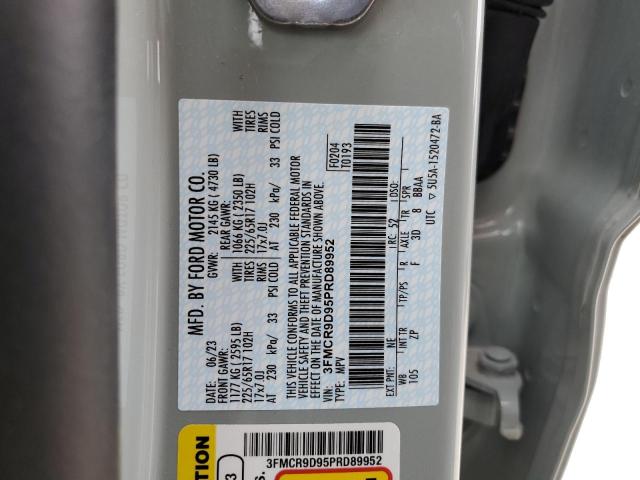 MFD. BY FORD MOTOR CO.
DATE: 06/23 GVWR: 2145 KG ( 4730 LB)
FRONT GAWR: REAR GAWR:
1177 KG ( 2595 LB) 1066 KG ( 2350 LB) WITH
225/65R17 102H 225/65R17 102H TIRES
17x7.0J 17x7.0J RIMS
AT 230 kPa/ 33 PSI COLD AT 230 kPa/ 33 PSI COLD
THIS VEHICLE CONFORMS TO ALL APPLICABLE FEDERAL MOTOR
VEHICLE SAFETY AND THEFT PREVENTION STANDARDS IN
EFFECT ON THE DATE OF MANUFACTURE SHOWN ABOVE.
VIN: 3FMCR9D95PRD89952
TYPE: MPV
F0204
T0193
EXT PNT: NE RC: 52 DSO:
WB INT TR TP/PS R AXLE TR SPR
105 ZP F 3D 8 BBAA
UTC ▽ 5U5A-1520472-BA
3FMCR9D95PRD89952